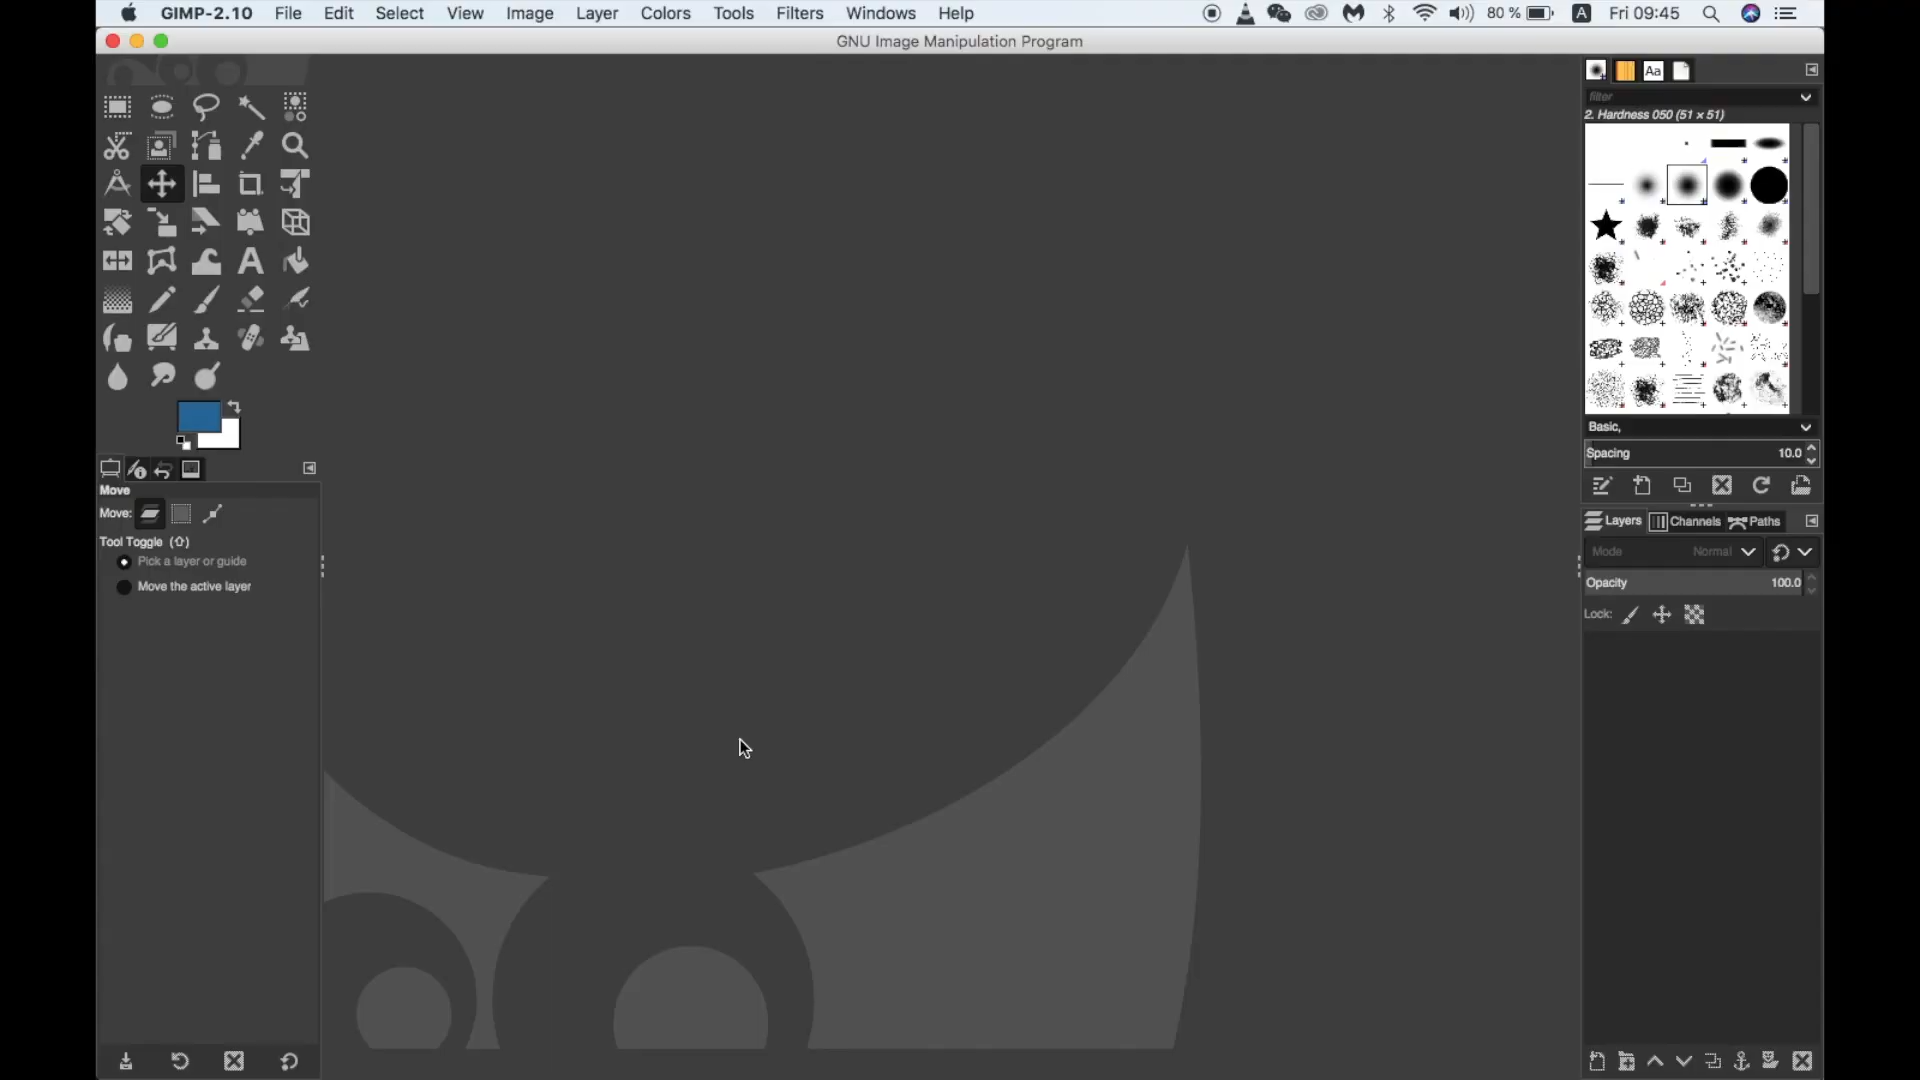 GIMP-2.10 File Edit Select View Image Layer Colors Tools Filters Windows Help 80 % A Fri 09:45
GNU Image Manipulation Program
Aa
filter
2. Hardness 050 (51 × 51)
Basic,
Spacing 10.0
Move
Move:
Tool Toggle (⇧)
Pick a layer or guide
Move the active layer
Layers Channels Paths
Mode Normal
Opacity 100.0
Lock: